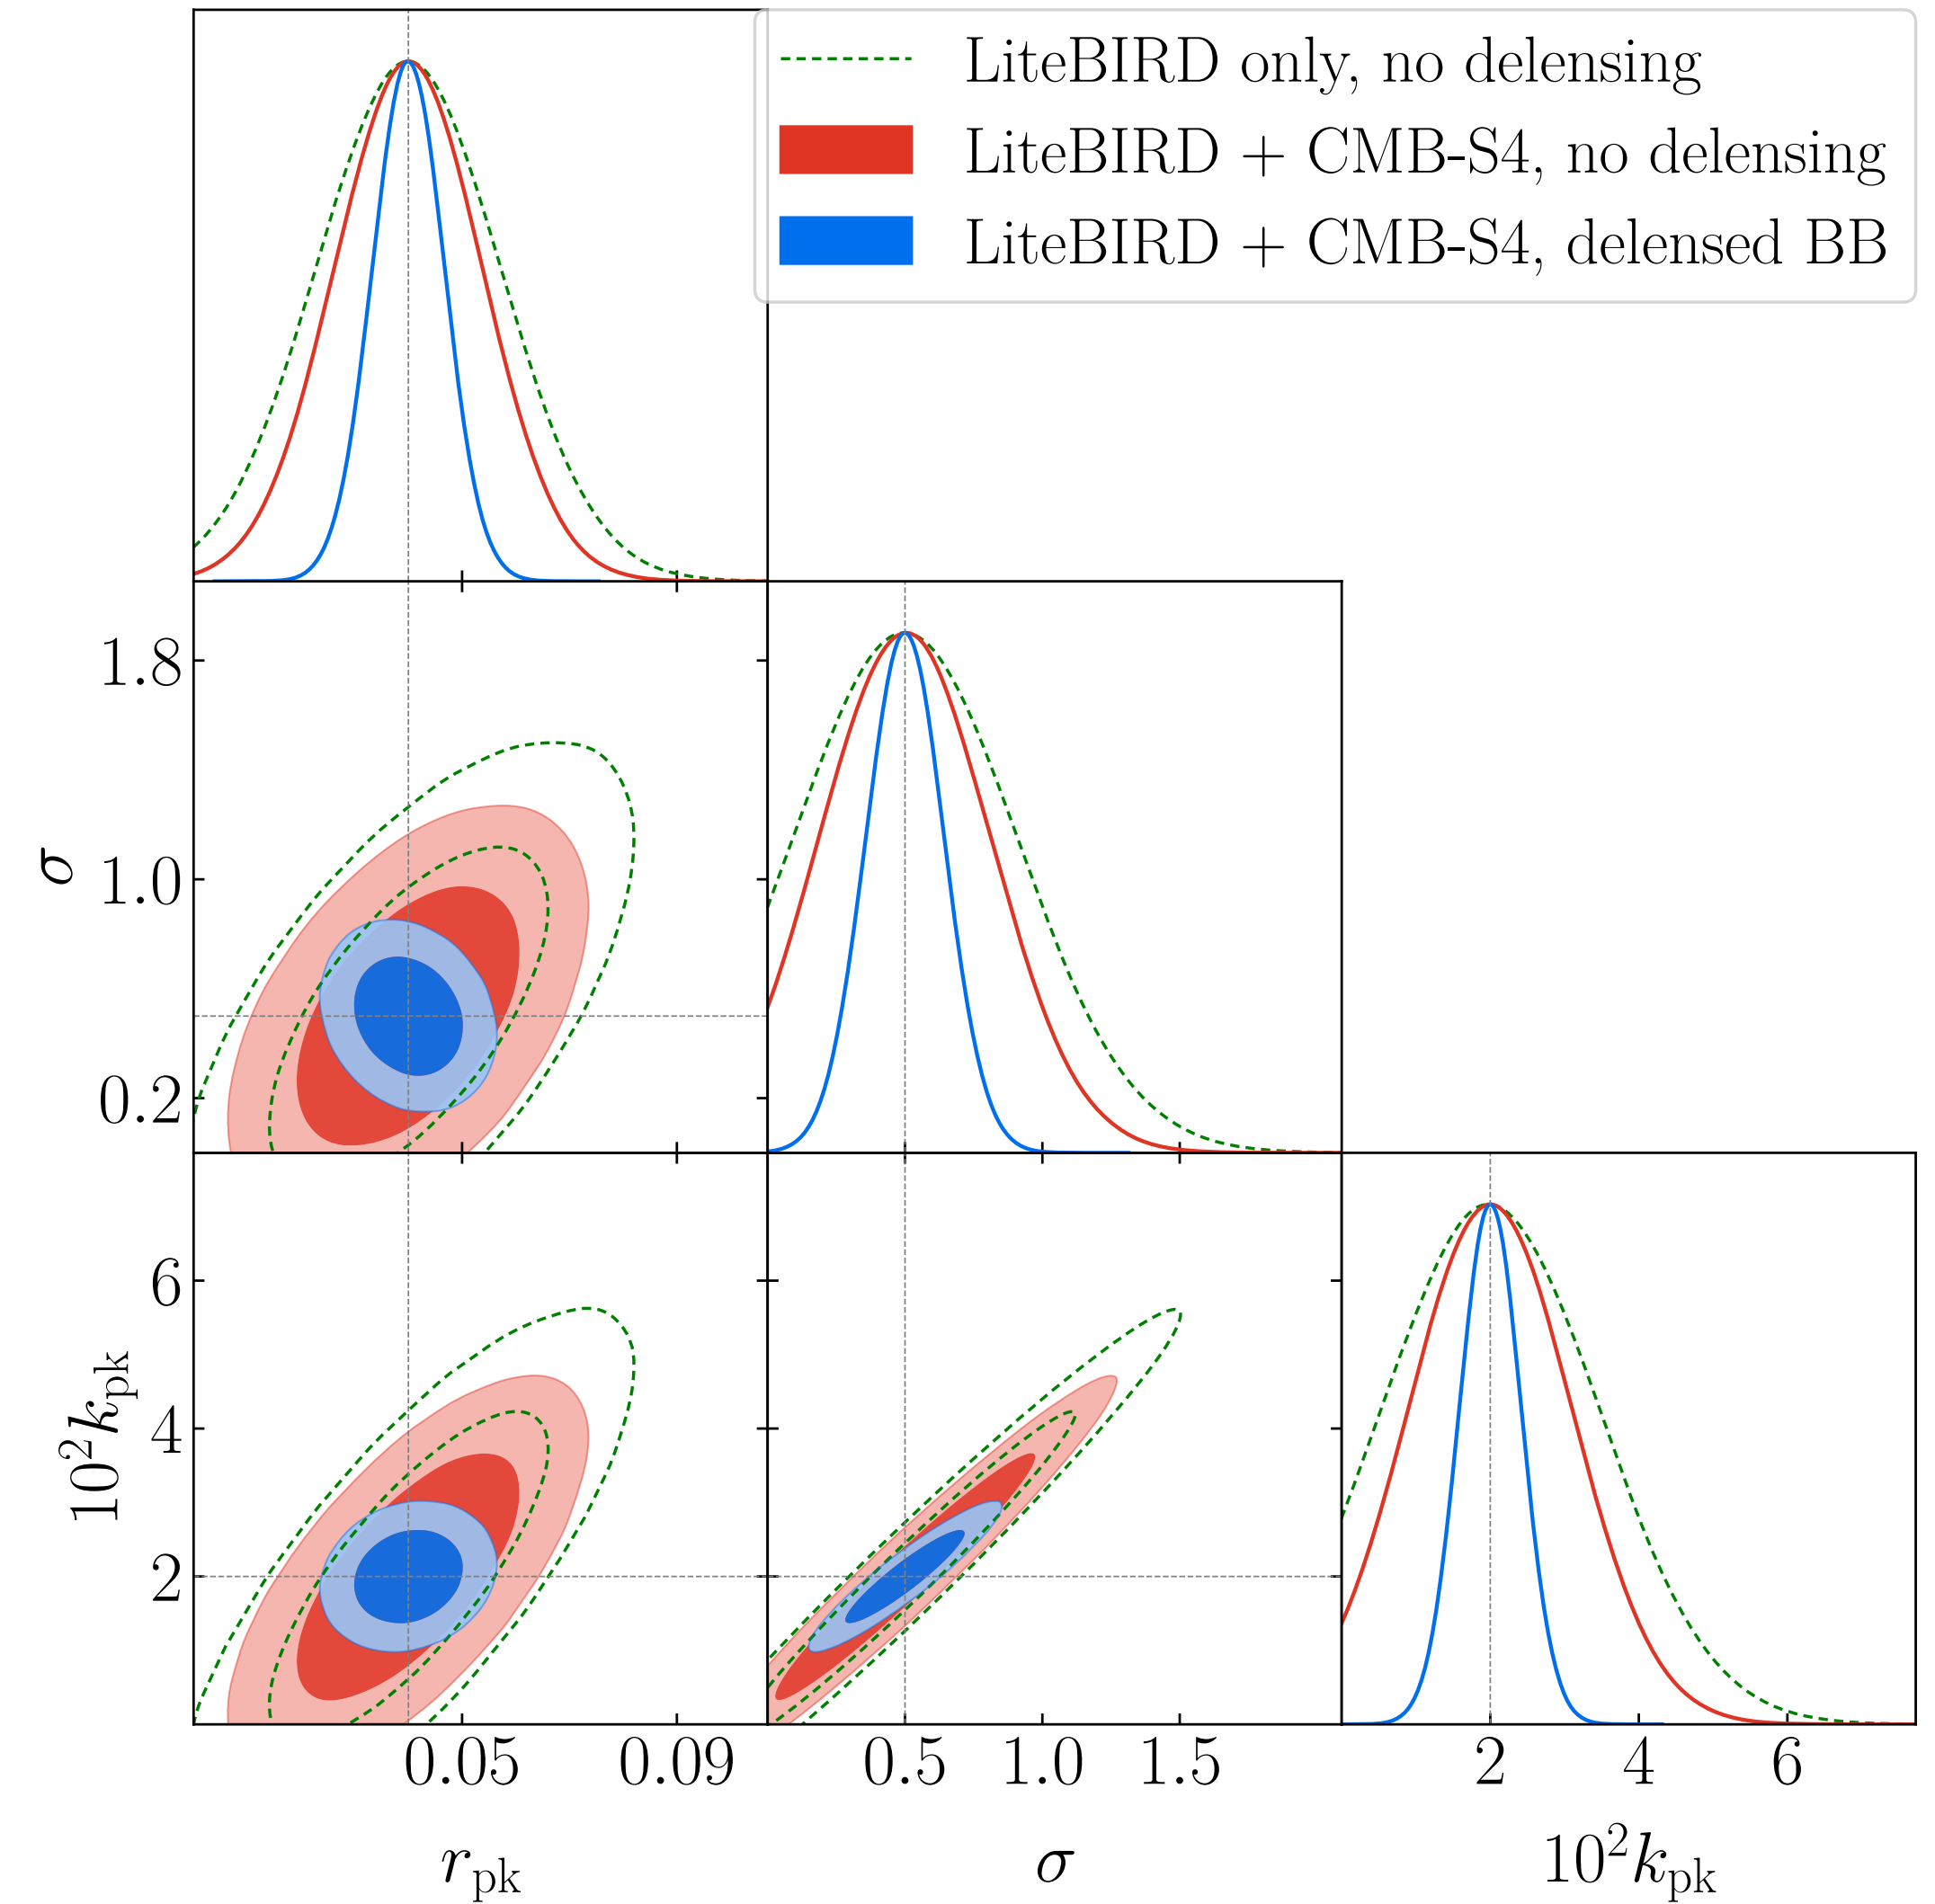 LiteBIRD only, no delensing
LiteBIRD + CMB-S4, no delensing
LiteBIRD + CMB-S4, delensed BB
1.8
1.0
0.2
σ
6
4
2
10²k_pk
0.05 0.09
0.5 1.0 1.5
2 4 6
r_pk
σ
10²k_pk